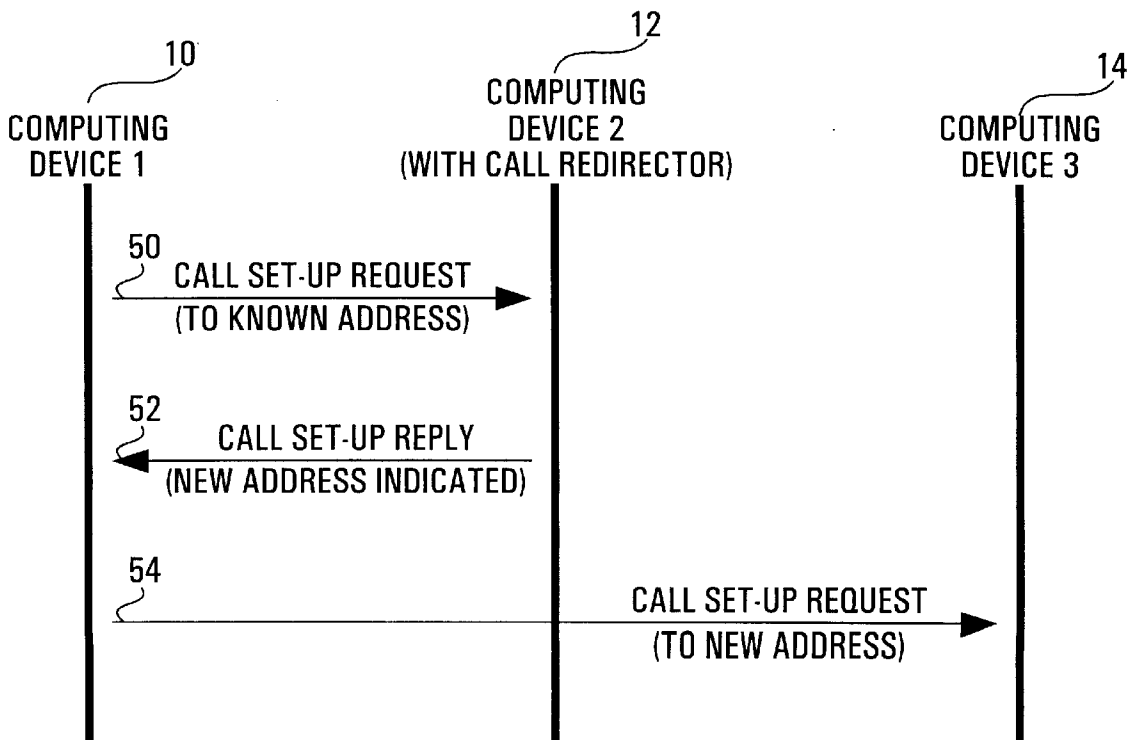 10
COMPUTING
DEVICE 1
12
COMPUTING
DEVICE 2
(WITH CALL REDIRECTOR)
14
COMPUTING
DEVICE 3
50
CALL SET-UP REQUEST
(TO KNOWN ADDRESS)
52
CALL SET-UP REPLY
(NEW ADDRESS INDICATED)
54
CALL SET-UP REQUEST
(TO NEW ADDRESS)